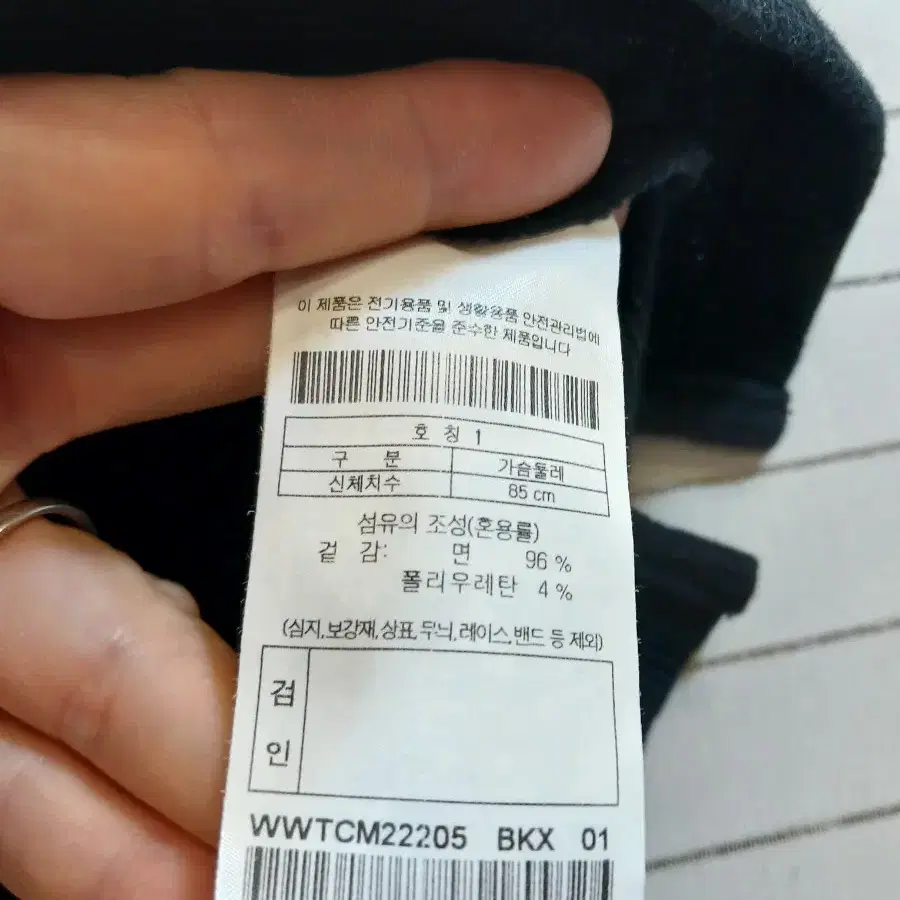 이 제품은 전기용품 및 생활용품 안전관리법에
따른 안전기준을 준수한 제품입니다
호 칭 1
구 분 가슴둘레
신체치수 85 cm
섬유의 조성(혼용률)
겉 감: 면 96 %
폴리우레탄 4 %
(심지,보강재,상표,무늬,레이스,밴드 등 제외)
검
인
WWTCM22205 BKX 01